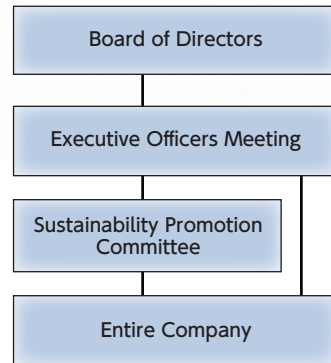 Board of Directors
Executive Officers Meeting
Sustainability Promotion
Committee
Entire Company